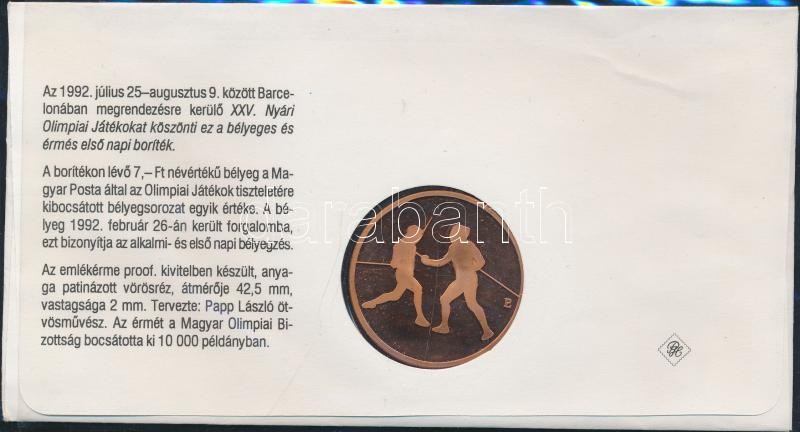 Az 1992. július 25–augusztus 9. között Barce-
lonában megrendezésre kerülő XXV. Nyári
Olimpiai Játékokat köszönti ez a bélyeges és
érmés első napi boríték.
A borítékon lévő 7,– Ft névértékű bélyeg a Ma-
gyar Posta által az Olimpiai Játékok tiszteletére
kibocsátott bélyegsorozat egyik értéke. A bé-
lyeg 1992. február 26-án került forgalomba,
ezt bizonyítja az alkalmi- és első napi bélyegzés.
Az emlékérme proof. kivitelben készült, anya-
ga patinázott vörösréz, átmérője 42,5 mm,
vastagsága 2 mm. Tervezte: Papp László öt-
vösművész. Az érmét a Magyar Olimpiai Bi-
zottság bocsátotta ki 10 000 példányban.
darabanth